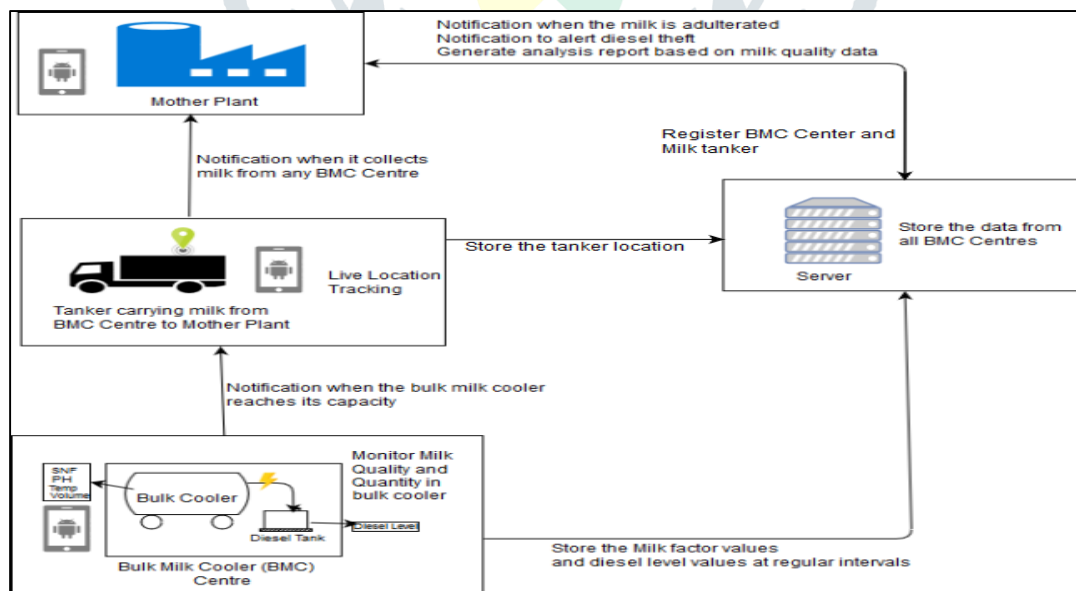 Notification when the milk is adulterated
Notification to alert diesel theft
Generate analysis report based on milk quality data
Mother Plant
Register BMC Center and
Milk tanker
Notification when it collects
milk from any BMC Centre
Store the data from
all BMC Centres
Server
Store the tanker location
Live Location
Tracking
Tanker carrying milk from
BMC Centre to Mother Plant
Notification when the bulk milk cooler
reaches its capacity
Monitor Milk
Quality and
Quantity in
bulk cooler
SNF
PH
Temp
Volume
Bulk Cooler
Diesel Level
Diesel Tank
Bulk Milk Cooler (BMC)
Centre
Store the Milk factor values
and diesel level values at regular intervals